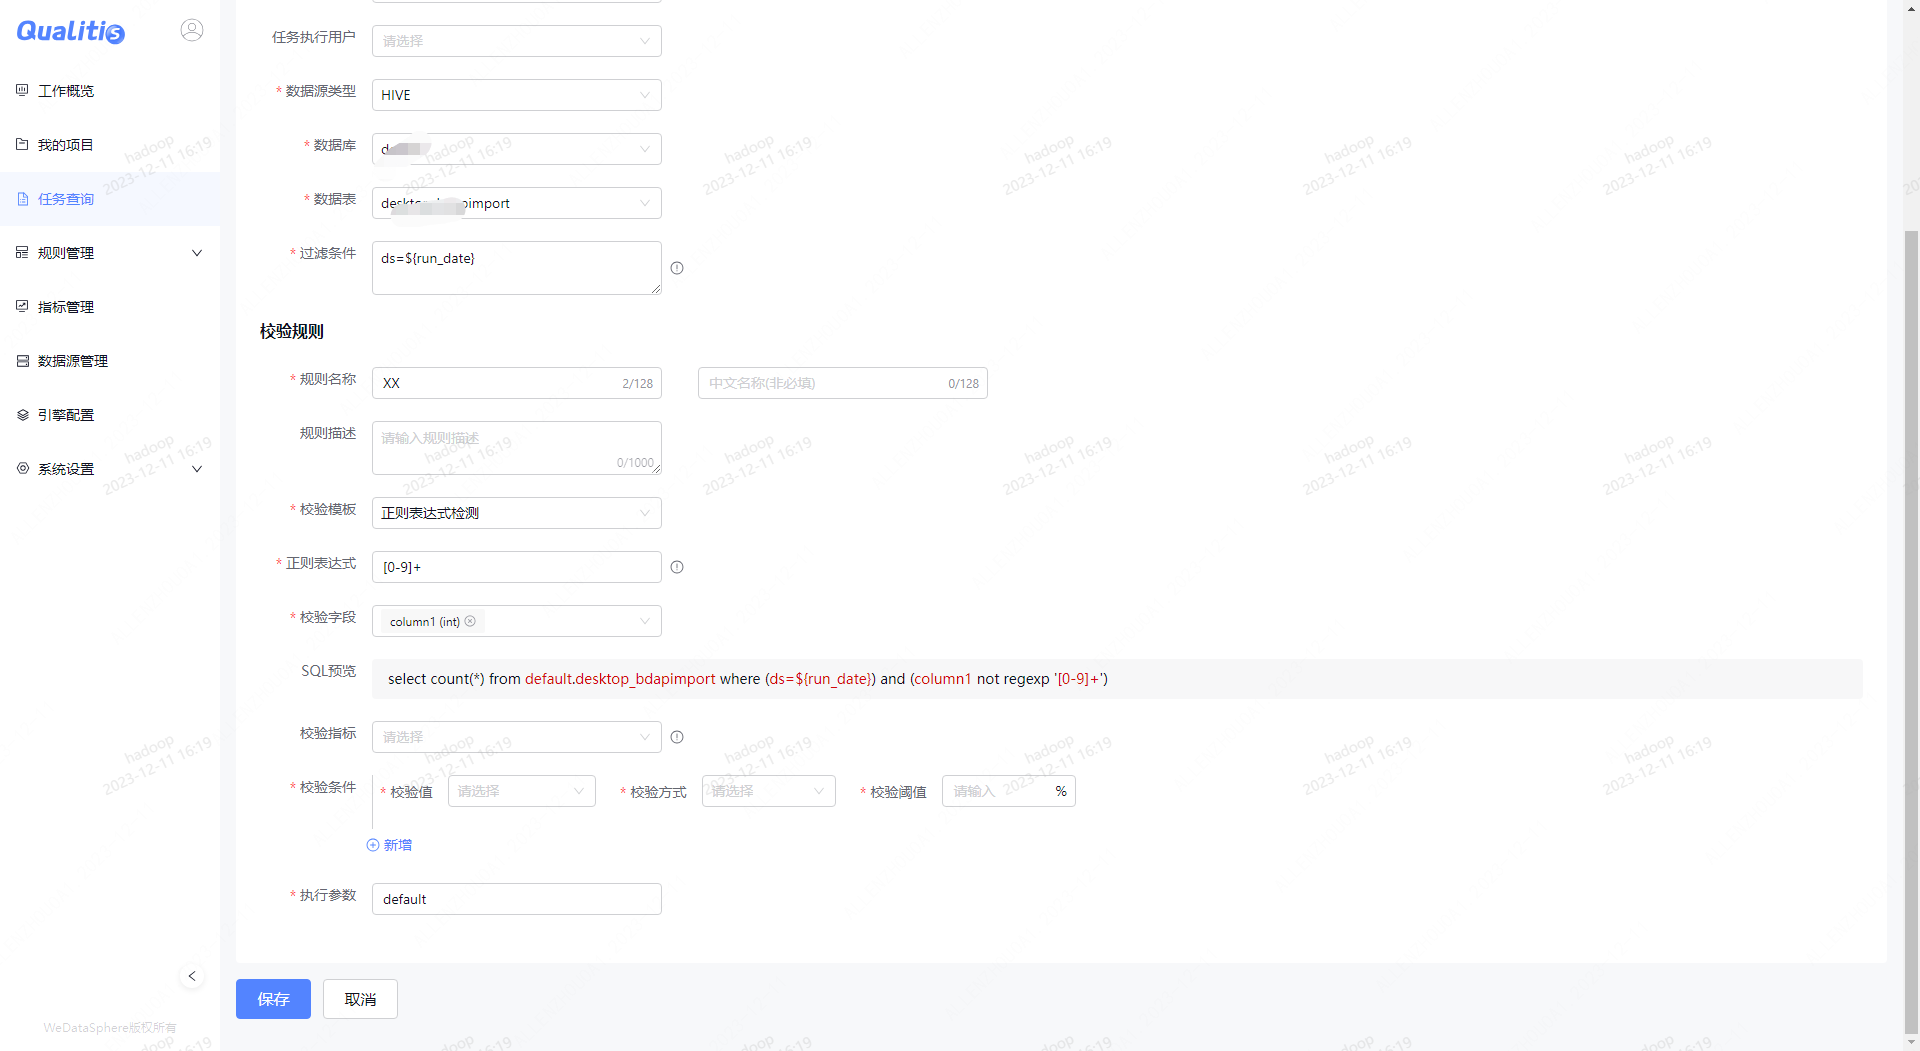 Qualitis
工作概览
我的项目
任务查询
规则管理
指标管理
数据源管理
引擎配置
系统设置
WeDataSphere版权所有
任务执行用户 请选择
* 数据源类型 HIVE
* 数据库
* 数据表
* 过滤条件 ds=${run_date}
校验规则
* 规则名称 XX 2/128 中文名称(非必填) 0/128
规则描述 请输入规则描述 0/1000
* 校验模板 正则表达式检测
* 正则表达式 [0-9]+
* 校验字段 column1 (int)
SQL预览 select count(*) from default.desktop_bdapimport where (ds=${run_date}) and (column1 not regexp '[0-9]+')
校验指标 请选择
* 校验条件 * 校验值 请选择 * 校验方式 请选择 * 校验阈值 请输入 %
新增
* 执行参数 default
保存 取消
hadoop
2023-12-11 16:19